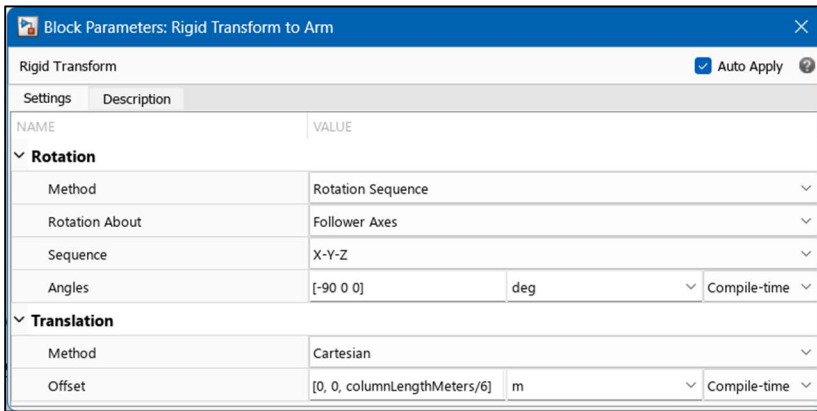 Block Parameters: Rigid Transform to Arm
Rigid Transform Auto Apply
Settings Description
NAME VALUE
Rotation
Method Rotation Sequence
Rotation About Follower Axes
Sequence X-Y-Z
Angles [-90 0 0] deg Compile-time
Translation
Method Cartesian
Offset [0, 0, columnLengthMeters/6] m Compile-time